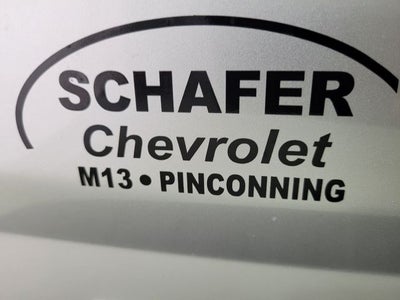 SCHAFER
Chevrolet
M13 • PINCONNING